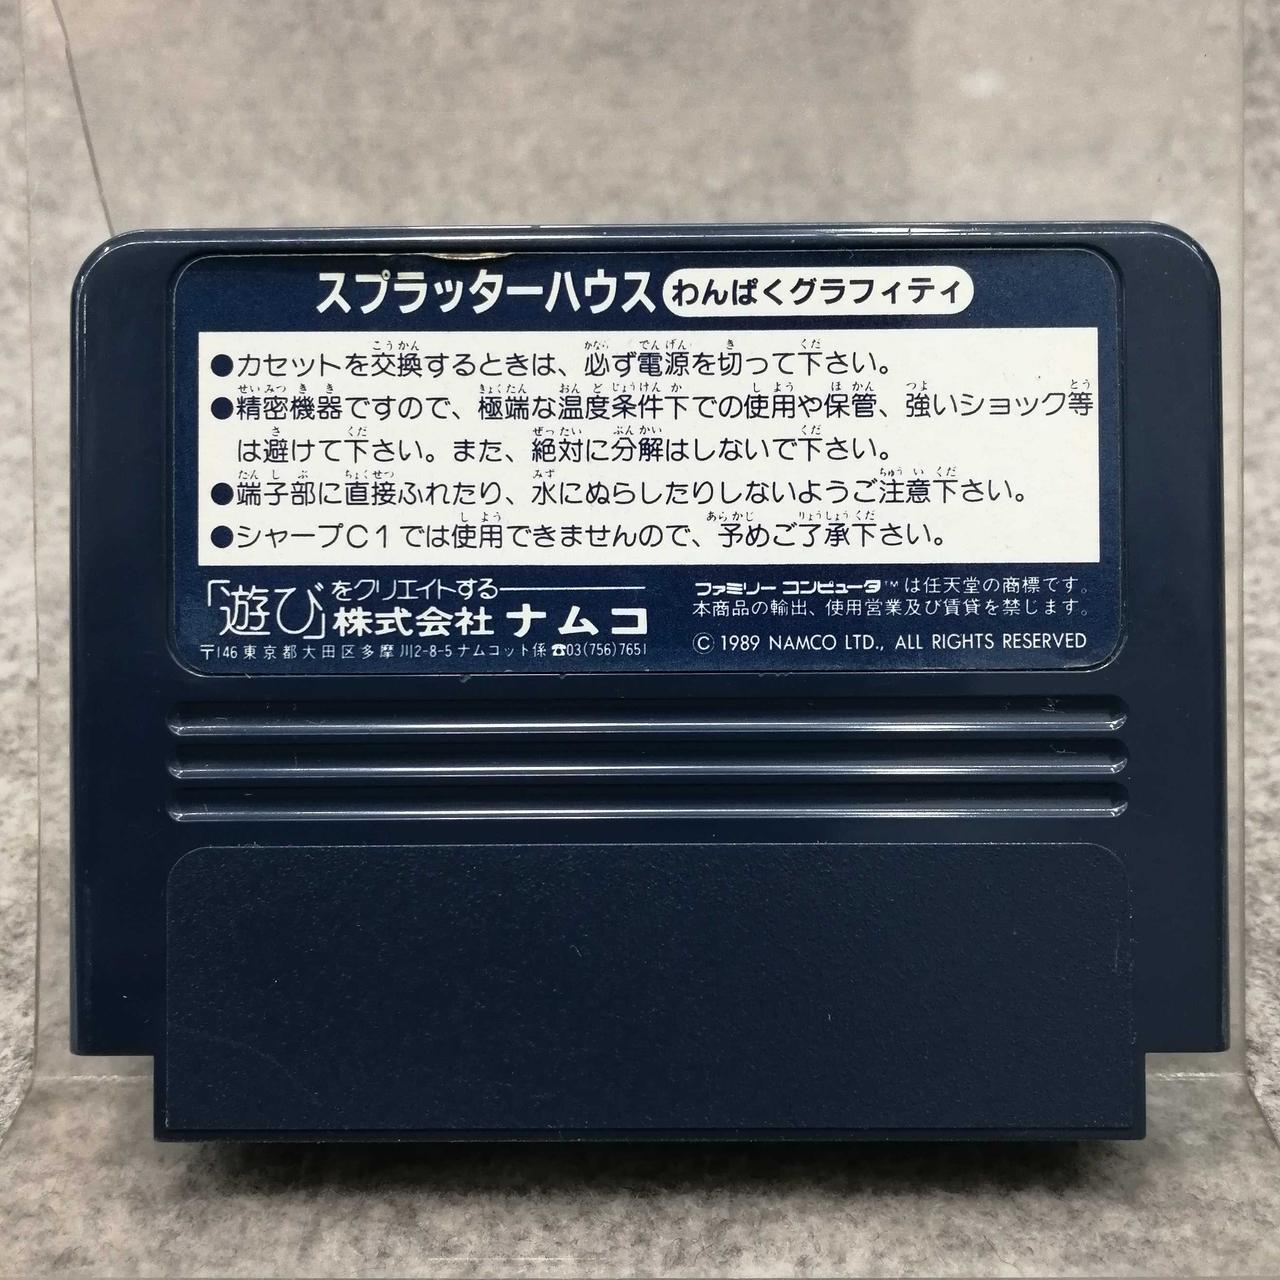 スプラッターハウス わんぱくグラフィティ
●カセットを交換するときは、必ず電源を切って下さい。
●精密機器ですので、極端な温度条件下での使用や保管、強いショック等
は避けて下さい。また、絶対に分解はしないで下さい。
●端子部に直接ふれたり、水にぬらしたりしないようご注意下さい。
●シャープC1では使用できませんので、予めご了承下さい。
「遊び」をクリエイトする
株式会社ナムコ
〒146 東京都大田区多摩川2-8-5 ナムコット係 ☎03(756)7651
ファミリーコンピュータ™は任天堂の商標です。
本商品の輸出、使用営業及び賃貸を禁じます。
© 1989 NAMCO LTD., ALL RIGHTS RESERVED